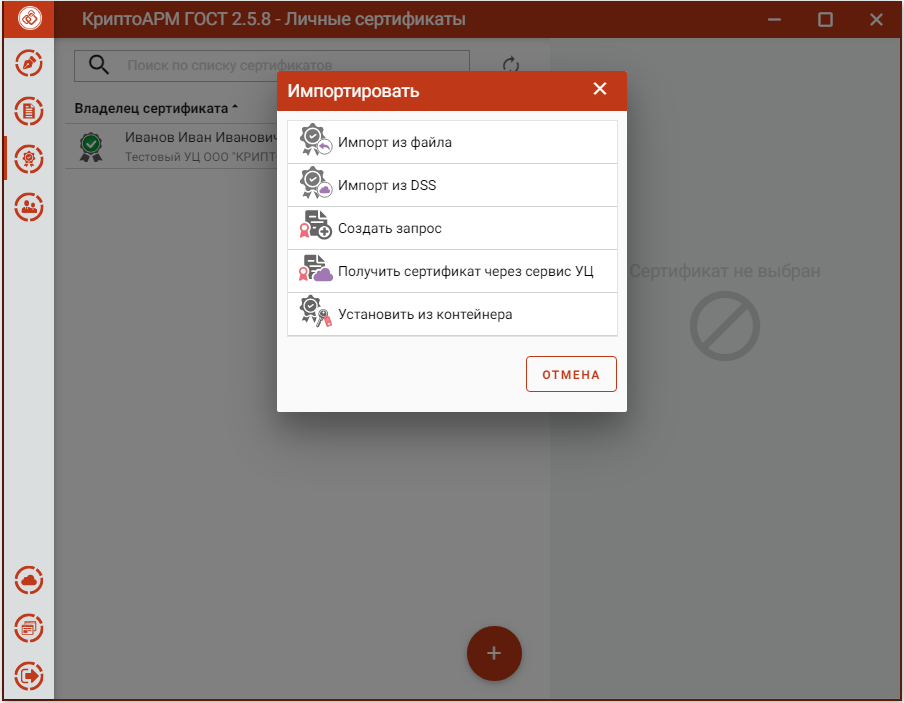 КриптоАРМ ГОСТ 2.5.8 - Личные сертификаты
Поиск по списку сертификатов
Владелец сертификата
Иванов Иван Иванович
Тестовый УЦ ООО "КРИПТО
Импортировать
Импорт из файла
Импорт из DSS
Создать запрос
Получить сертификат через сервис УЦ
Установить из контейнера
ОТМЕНА
Сертификат не выбран